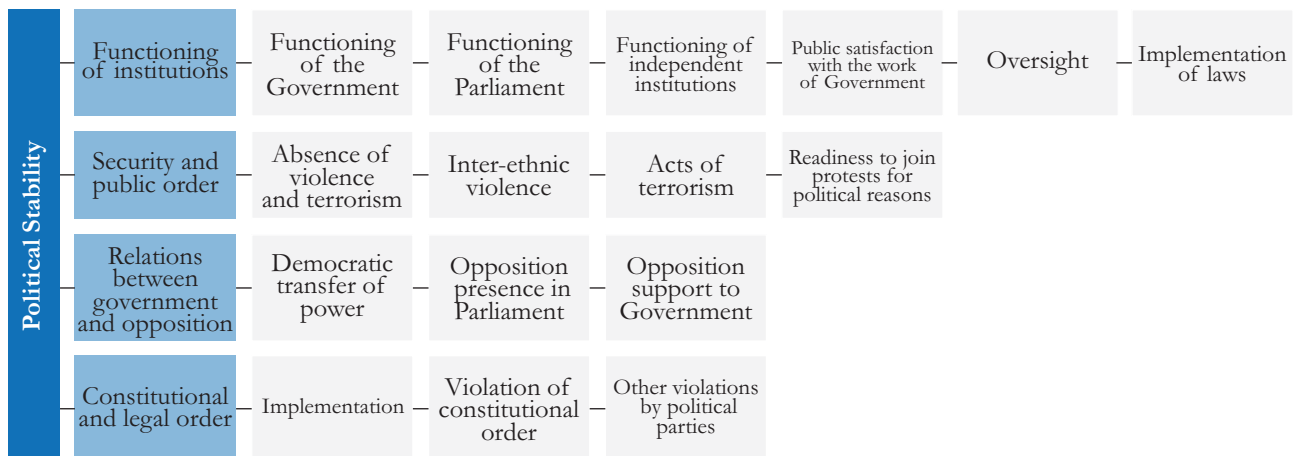 Political Stability
Functioning
of institutions
Functioning
of the
Government
Functioning
of the
Parliament
Functioning of
independent
institutions
Public satisfaction
with the work
of Government
Oversight
Implementation
of laws
Security and
public order
Absence of
violence
and terrorism
Inter-ethnic
violence
Acts of
terrorism
Readiness to join
protests for
political reasons
Relations
between
government
and opposition
Democratic
transfer of
power
Opposition
presence in
Parliament
Opposition
support to
Government
Constitutional
and legal order
Implementation
Violation of
constitutional
order
Other violations
by political
parties